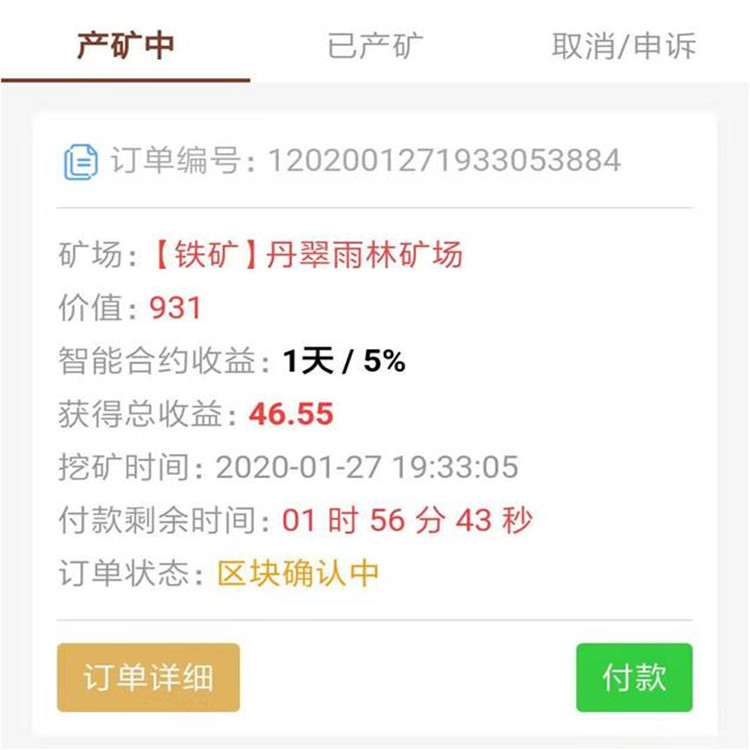 产矿中 已产矿 取消/申诉
订单编号: 1202001271933053884
矿场:【铁矿】丹翠雨林矿场
价值: 931
智能合约收益: 1天 / 5%
获得总收益: 46.55
挖矿时间: 2020-01-27 19:33:05
付款剩余时间: 01 时 56 分 43 秒
订单状态: 区块确认中
订单详细 付款